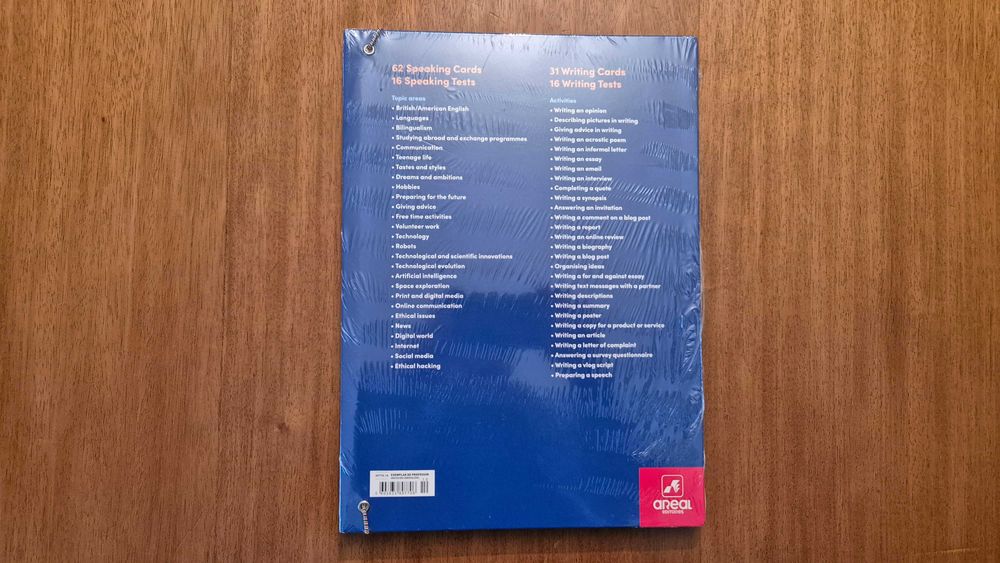 62 Speaking Cards
16 Speaking Tests
Topic areas
• British/American English
• Languages
• Bilingualism
• Studying abroad and exchange programmes
• Communication
• Teenage life
• Tastes and styles
• Dreams and ambitions
• Hobbies
• Preparing for the future
• Giving advice
• Free time activities
• Volunteer work
• Technology
• Robots
• Technological and scientific innovations
• Technological evolution
• Artificial intelligence
• Space exploration
• Print and digital media
• Online communication
• Ethical issues
• News
• Digital world
• Internet
• Social media
• Ethical hacking
31 Writing Cards
16 Writing Tests
Activities
• Writing an opinion
• Describing pictures in writing
• Giving advice in writing
• Writing an acrostic poem
• Writing an informal letter
• Writing an essay
• Writing an email
• Writing an interview
• Completing a quote
• Writing a synopsis
• Answering an invitation
• Writing a comment on a blog post
• Writing a report
• Writing an online review
• Writing a biography
• Writing a blog post
• Organising ideas
• Writing a for and against essay
• Writing text messages with a partner
• Writing descriptions
• Writing a summary
• Writing a poster
• Writing a copy for a product or service
• Writing an article
• Writing a letter of complaint
• Answering a survey questionnaire
• Writing a vlog script
• Preparing a speech
EXEMPLAR DO PROFESSOR
areal
EDITORES